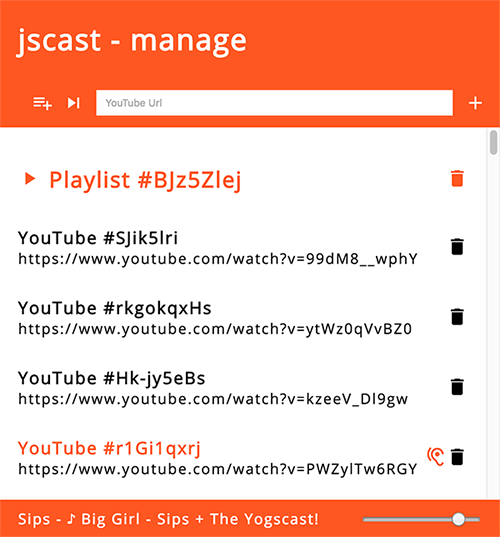 jscast - manage
YouTube Url
Playlist #BJz5Zlej
YouTube #SJik5lri
https://www.youtube.com/watch?v=99dM8__wphY
YouTube #rkgokqxHs
https://www.youtube.com/watch?v=ytWz0qVvBZ0
YouTube #Hk-jy5eBs
https://www.youtube.com/watch?v=kzeeV_Dl9gw
YouTube #r1Gi1qxrj
https://www.youtube.com/watch?v=PWZylTw6RGY
Sips - ♪ Big Girl - Sips + The Yogscast!